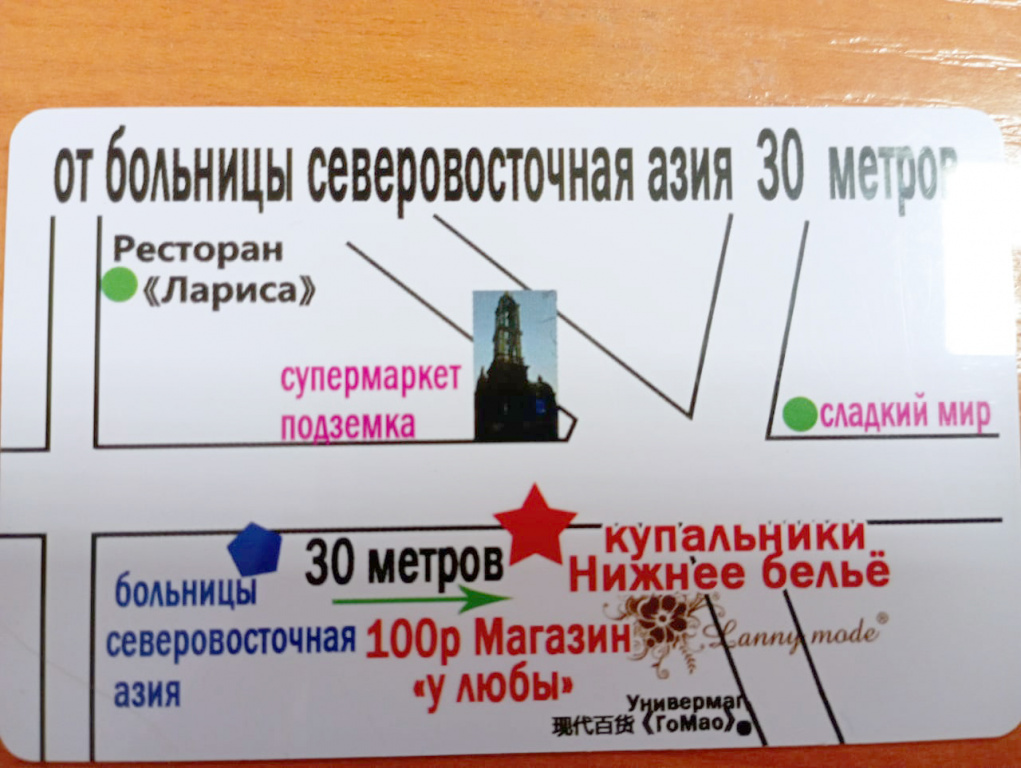 от больницы северовосточная азия 30 метров
Ресторан
《Лариса》
супермаркет
подземка
сладкий мир
30 метров
купальники
Нижнее бельё
больницы
северовосточная
азия
100р Магазин
«у любы»
Lanny mode®
Универмаг
现代百货《ГоМао》